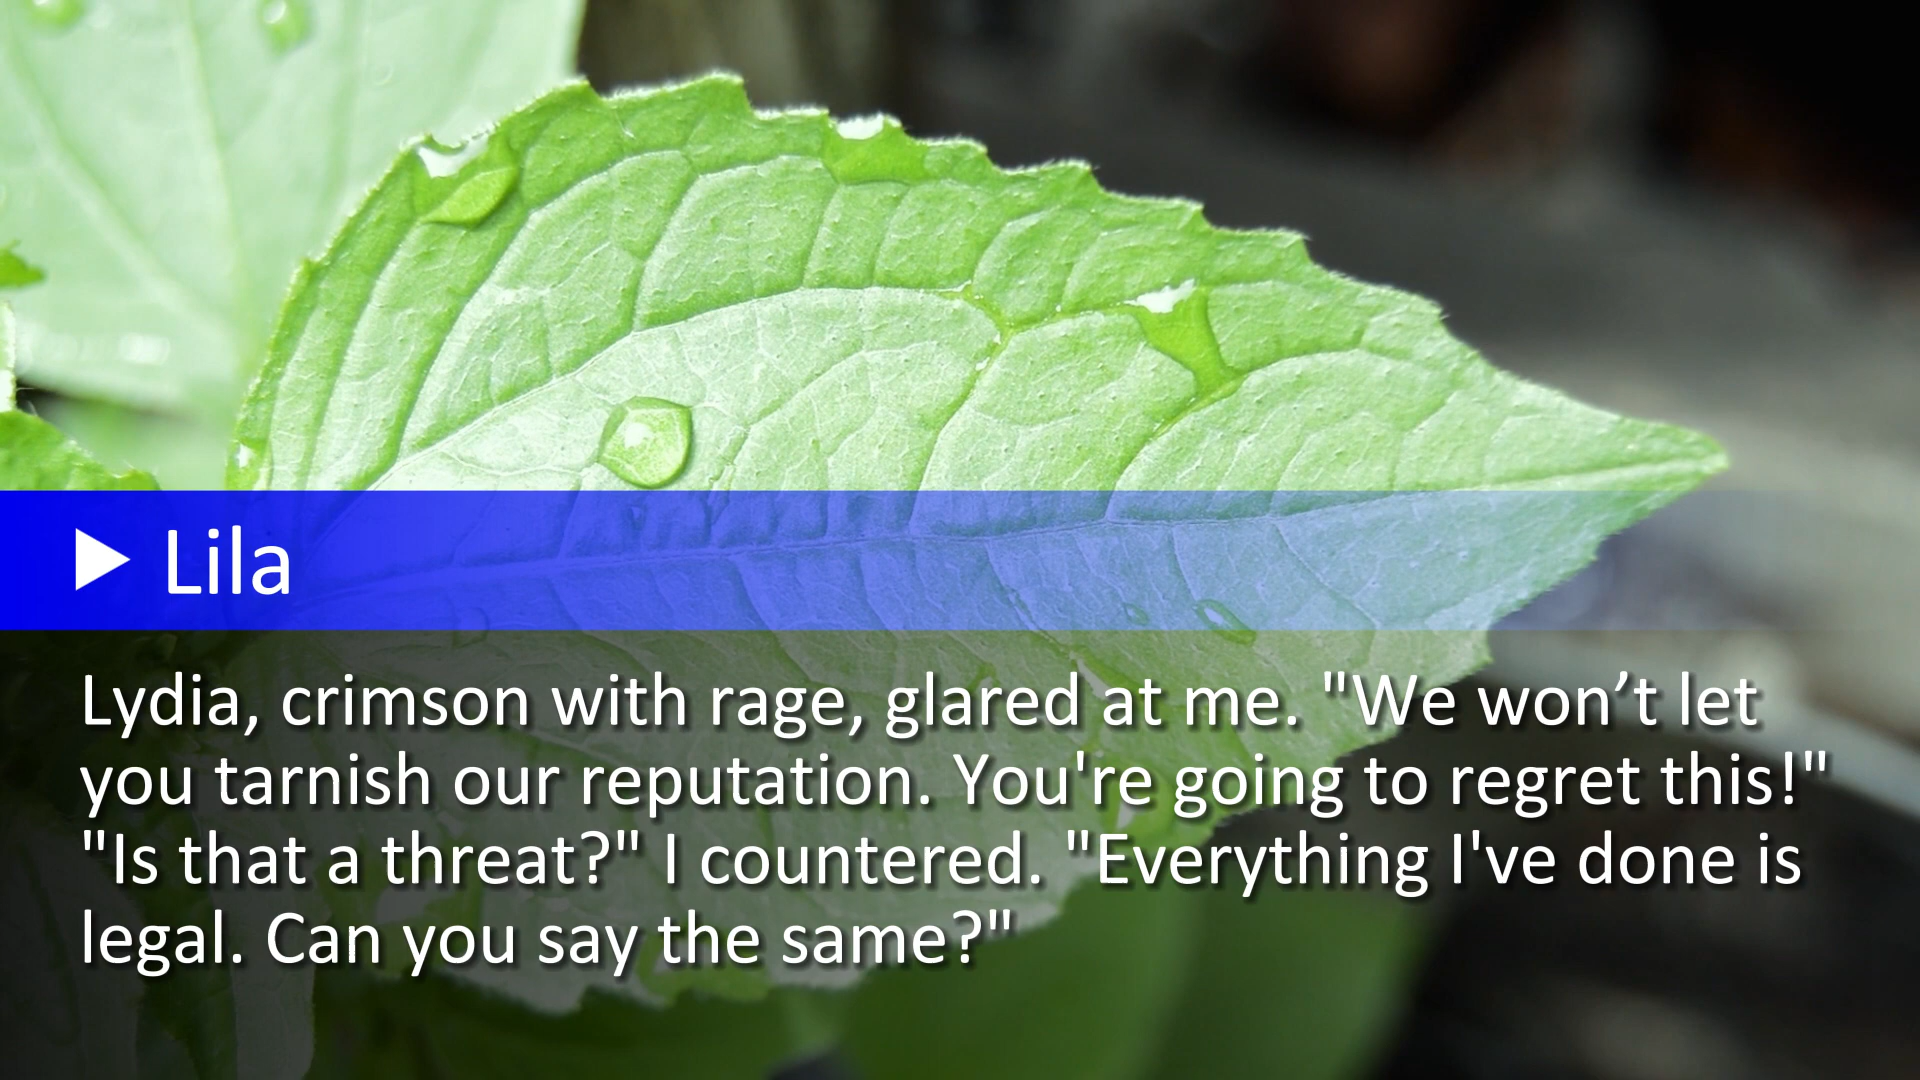 Lila
Lydia, crimson with rage, glared at me. "We won’t let
you tarnish our reputation. You're going to regret this!"
"Is that a threat?" I countered. "Everything I've done is
legal. Can you say the same?"